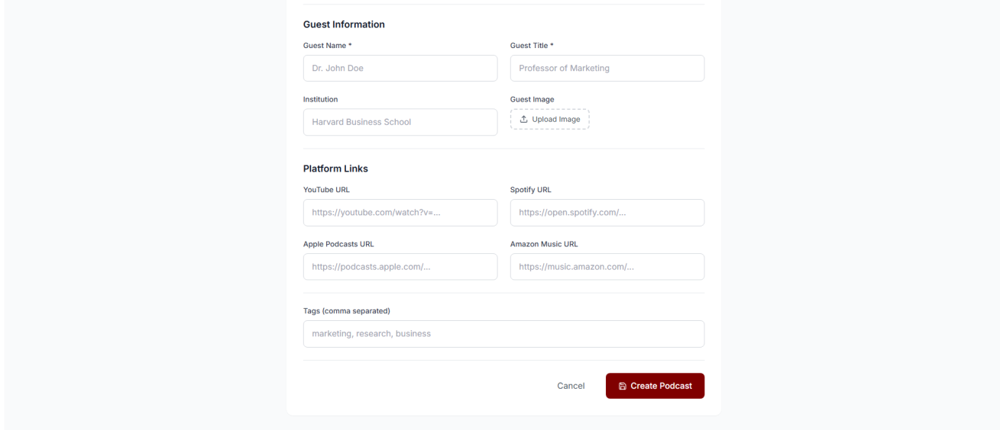 Guest Information
Guest Name * Guest Title *
Dr. John Doe Professor of Marketing
Institution Guest Image
Harvard Business School Upload Image
Platform Links
YouTube URL Spotify URL
https://youtube.com/watch?v=... https://open.spotify.com/...
Apple Podcasts URL Amazon Music URL
https://podcasts.apple.com/... https://music.amazon.com/...
Tags (comma separated)
marketing, research, business
Cancel Create Podcast